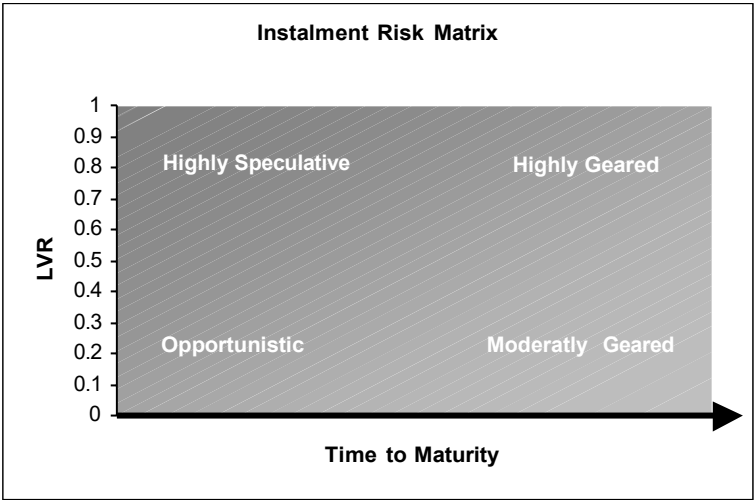 Instalment Risk Matrix
1
0.9
0.8
0.7
0.6
0.5
0.4
0.3
0.2
0.1
0
LVR
Highly Speculative
Highly Geared
Opportunistic
Moderatly Geared
Time to Maturity